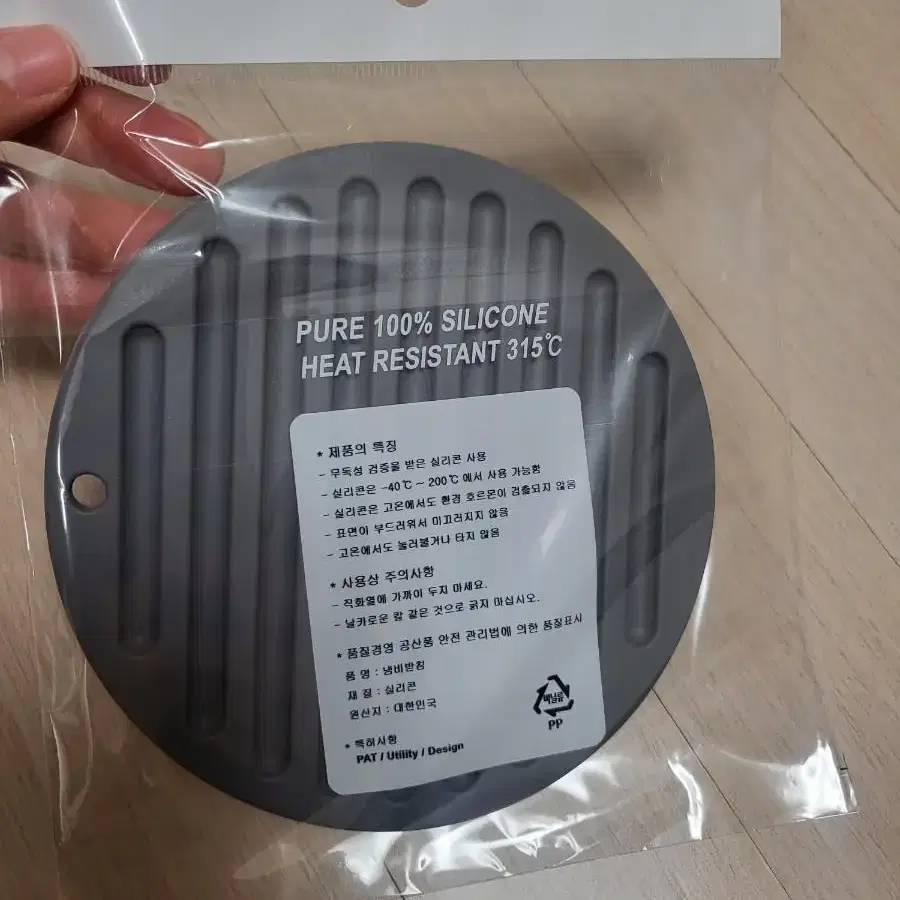 PURE 100% SILICONE
HEAT RESISTANT 315℃
* 제품의 특징
- 무독성 검증을 받은 실리콘 사용
- 실리콘은 -40℃ ~ 200℃ 에서 사용 가능함
- 실리콘은 고온에서도 환경 호르몬이 검출되지 않음
- 표면이 부드러워서 미끄러지지 않음
- 고온에서도 눌러붙거나 타지 않음
* 사용상 주의사항
- 직화열에 가까이 두지 마세요.
- 날카로운 칼 같은 것으로 긁지 마십시오.
* 품질경영 공산품 안전 관리법에 의한 품질표시
품 명 : 냄비받침
재 질 : 실리콘
원산지 : 대한민국
PP
* 특허사항
PAT / Utility / Design